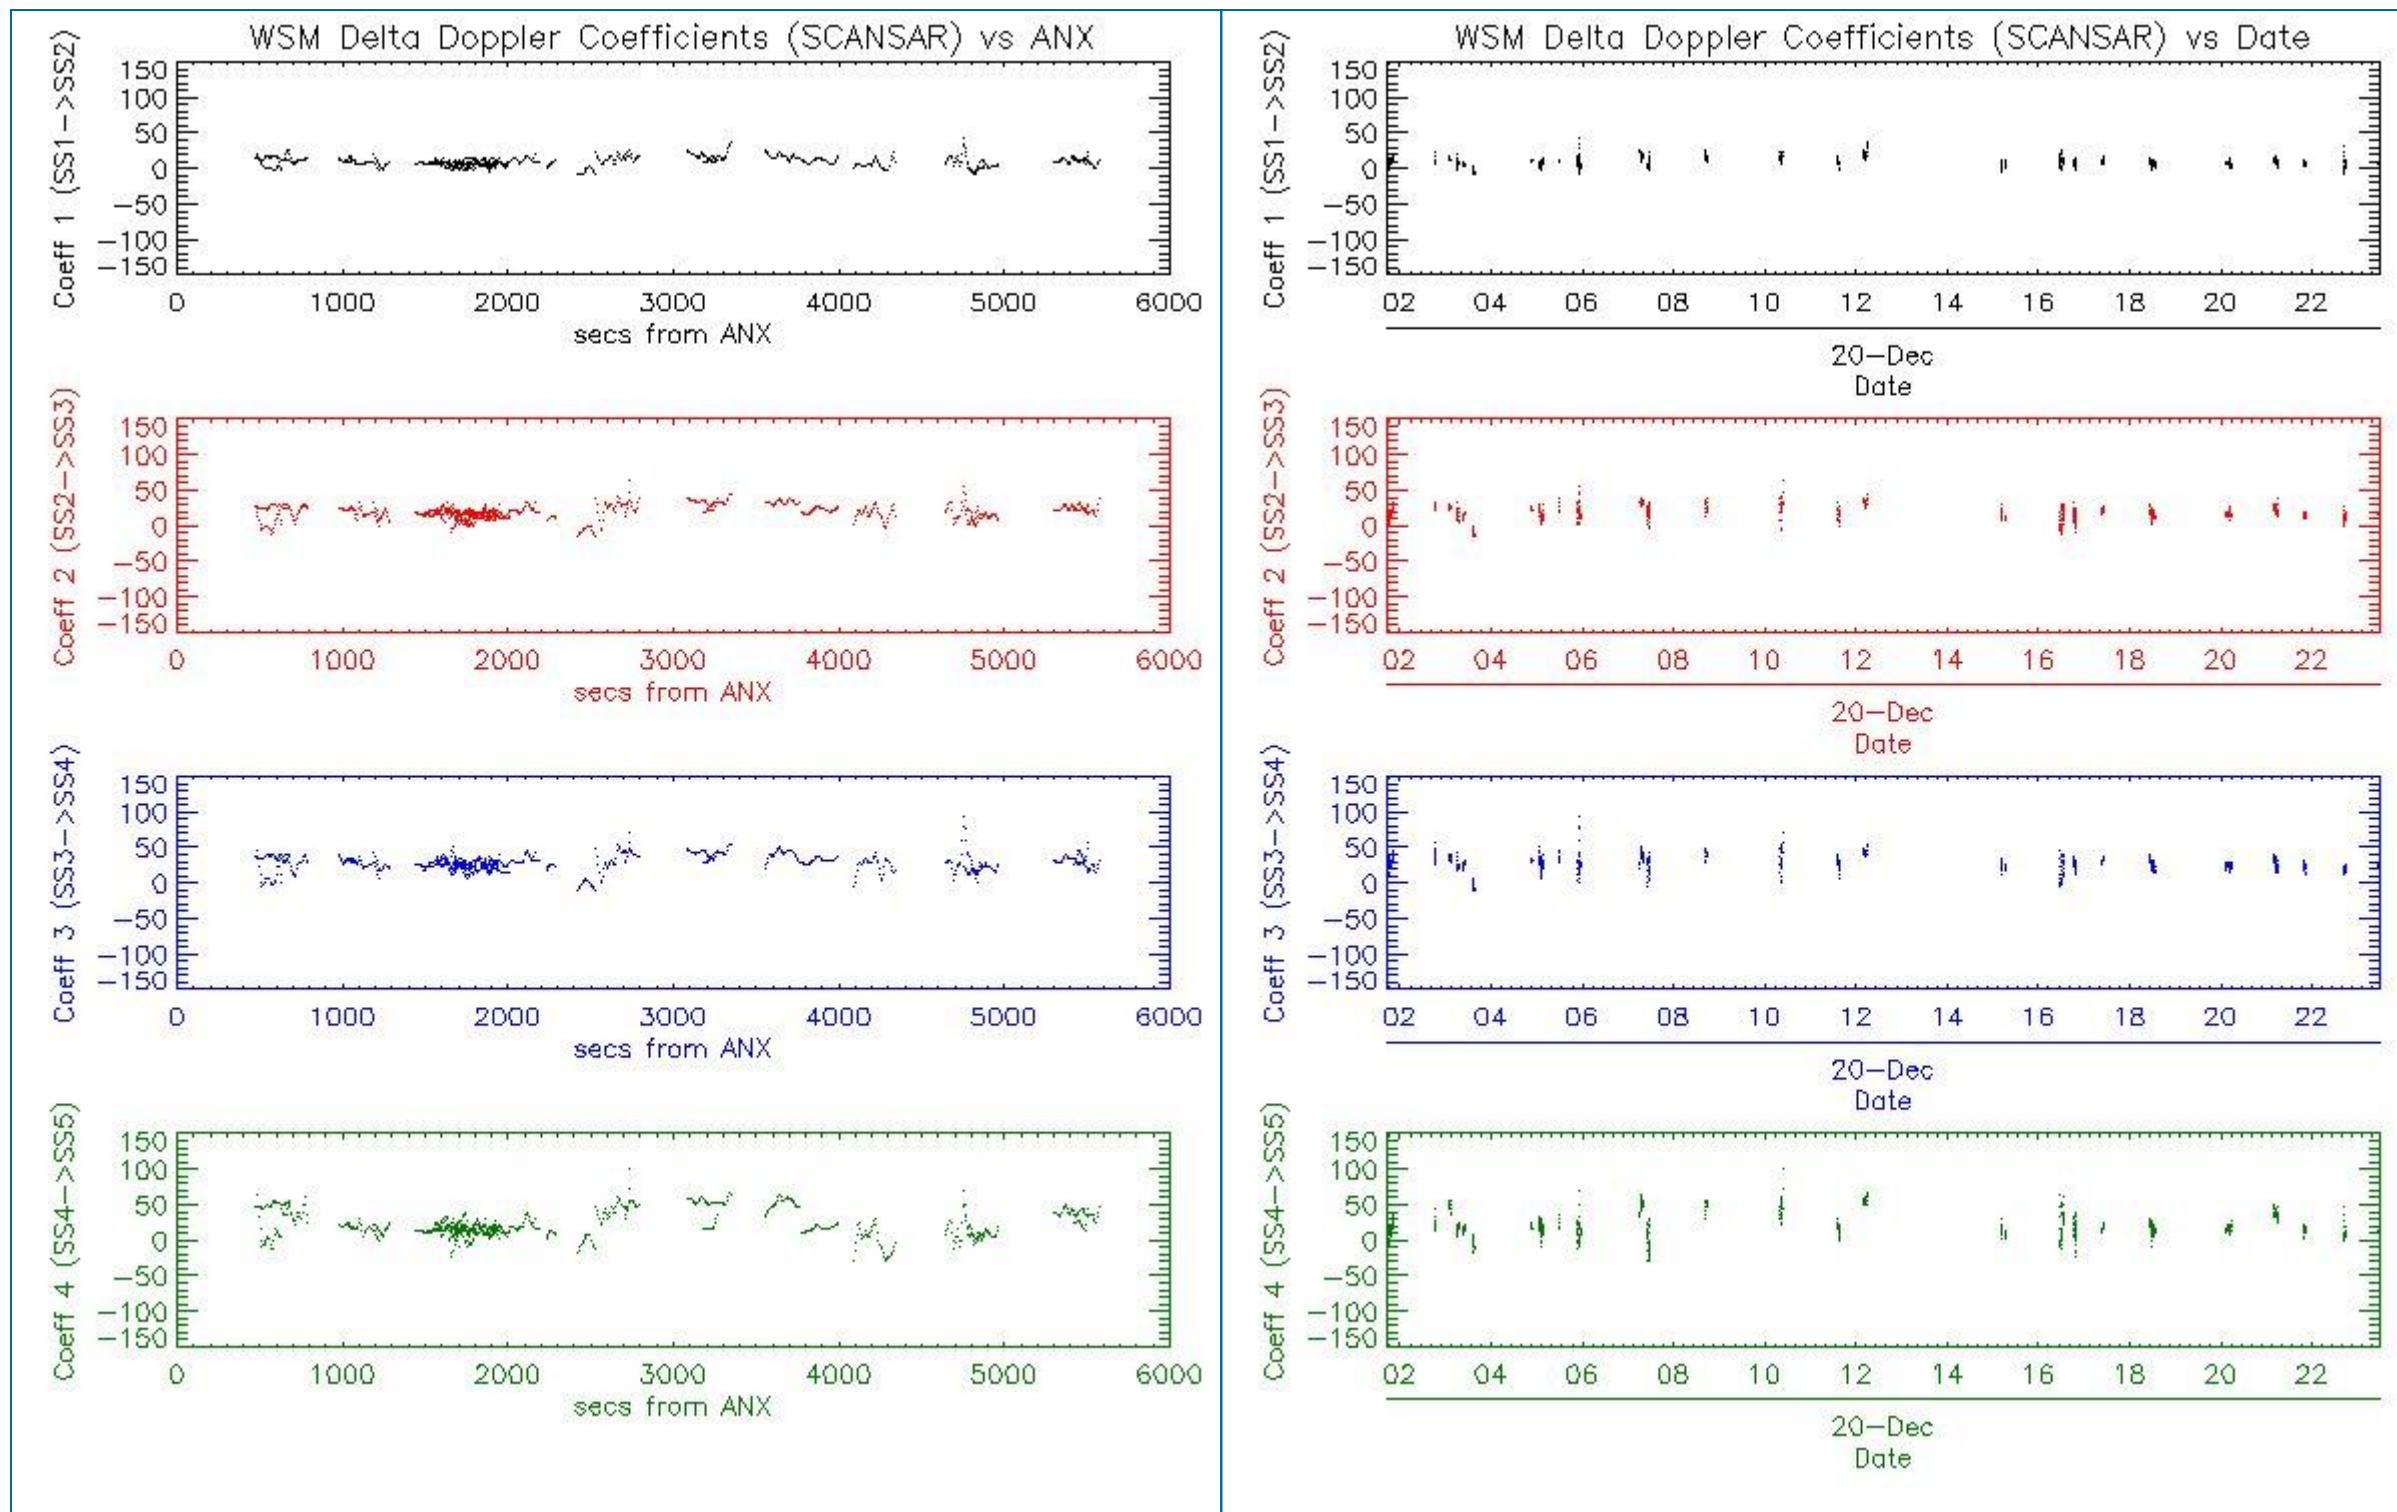 WSM Delta Doppler Coefficients (SCANSAR) vs ANX
Coeff 1 (SS1->SS2)
150
100
50
0
-50
-100
-150
0 1000 2000 3000 4000 5000 6000
secs from ANX
Coeff 2 (SS2->SS3)
150
100
50
0
-50
-100
-150
0 1000 2000 3000 4000 5000 6000
secs from ANX
Coeff 3 (SS3->SS4)
150
100
50
0
-50
-100
-150
0 1000 2000 3000 4000 5000 6000
secs from ANX
Coeff 4 (SS4->SS5)
150
100
50
0
-50
-100
-150
0 1000 2000 3000 4000 5000 6000
secs from ANX
WSM Delta Doppler Coefficients (SCANSAR) vs Date
Coeff 1 (SS1->SS2)
150
100
50
0
-50
-100
-150
02 04 06 08 10 12 14 16 18 20 22
20-Dec
Date
Coeff 2 (SS2->SS3)
150
100
50
0
-50
-100
-150
02 04 06 08 10 12 14 16 18 20 22
20-Dec
Date
Coeff 3 (SS3->SS4)
150
100
50
0
-50
-100
-150
02 04 06 08 10 12 14 16 18 20 22
20-Dec
Date
Coeff 4 (SS4->SS5)
150
100
50
0
-50
-100
-150
02 04 06 08 10 12 14 16 18 20 22
20-Dec
Date